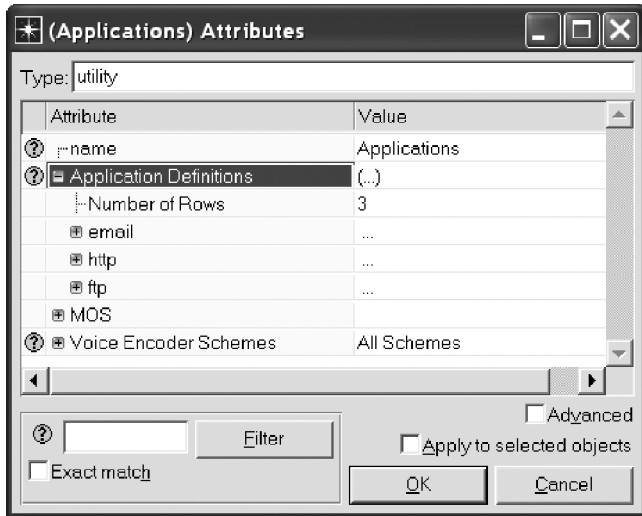 (Applications) Attributes
Type: utility
Attribute Value
name Applications
Application Definitions (...)
Number of Rows 3
email ...
http ...
ftp ...
MOS
Voice Encoder Schemes All Schemes
Advanced
Filter
Apply to selected objects
Exact match
OK Cancel